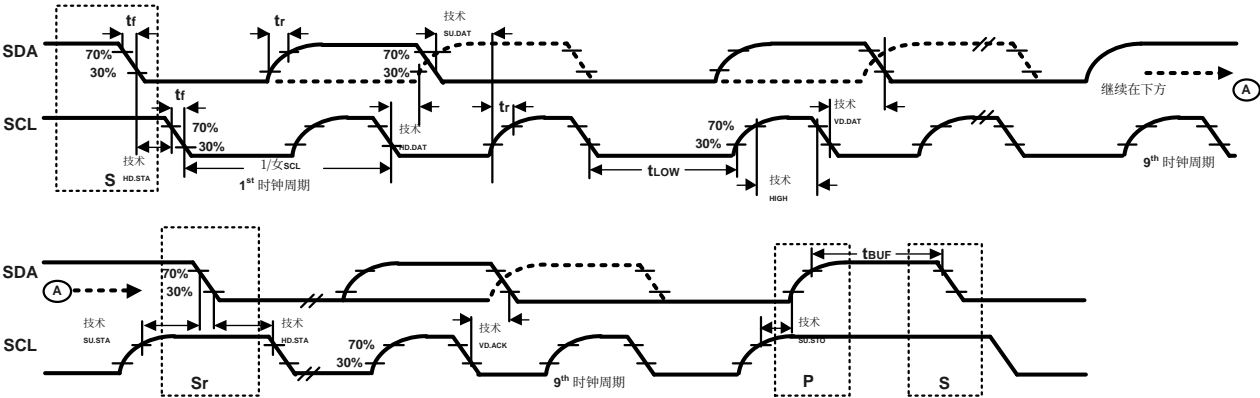 tf
tr
技术
SU.DAT
SDA
70%
30%
70%
30%
继续在下方
A
tf
技术
HD.DAT
tr
技术
VD.DAT
SCL
70%
30%
70%
30%
技术
S HD.STA
1/女SCL
1st 时钟周期
tLOW
技术
HIGH
9th 时钟周期
SDA
70%
30%
A
tBUF
技术
SU.STA
技术
HD.STA
技术
VD.ACK
技术
SU.STO
SCL
70%
30%
Sr
9th 时钟周期
P
S